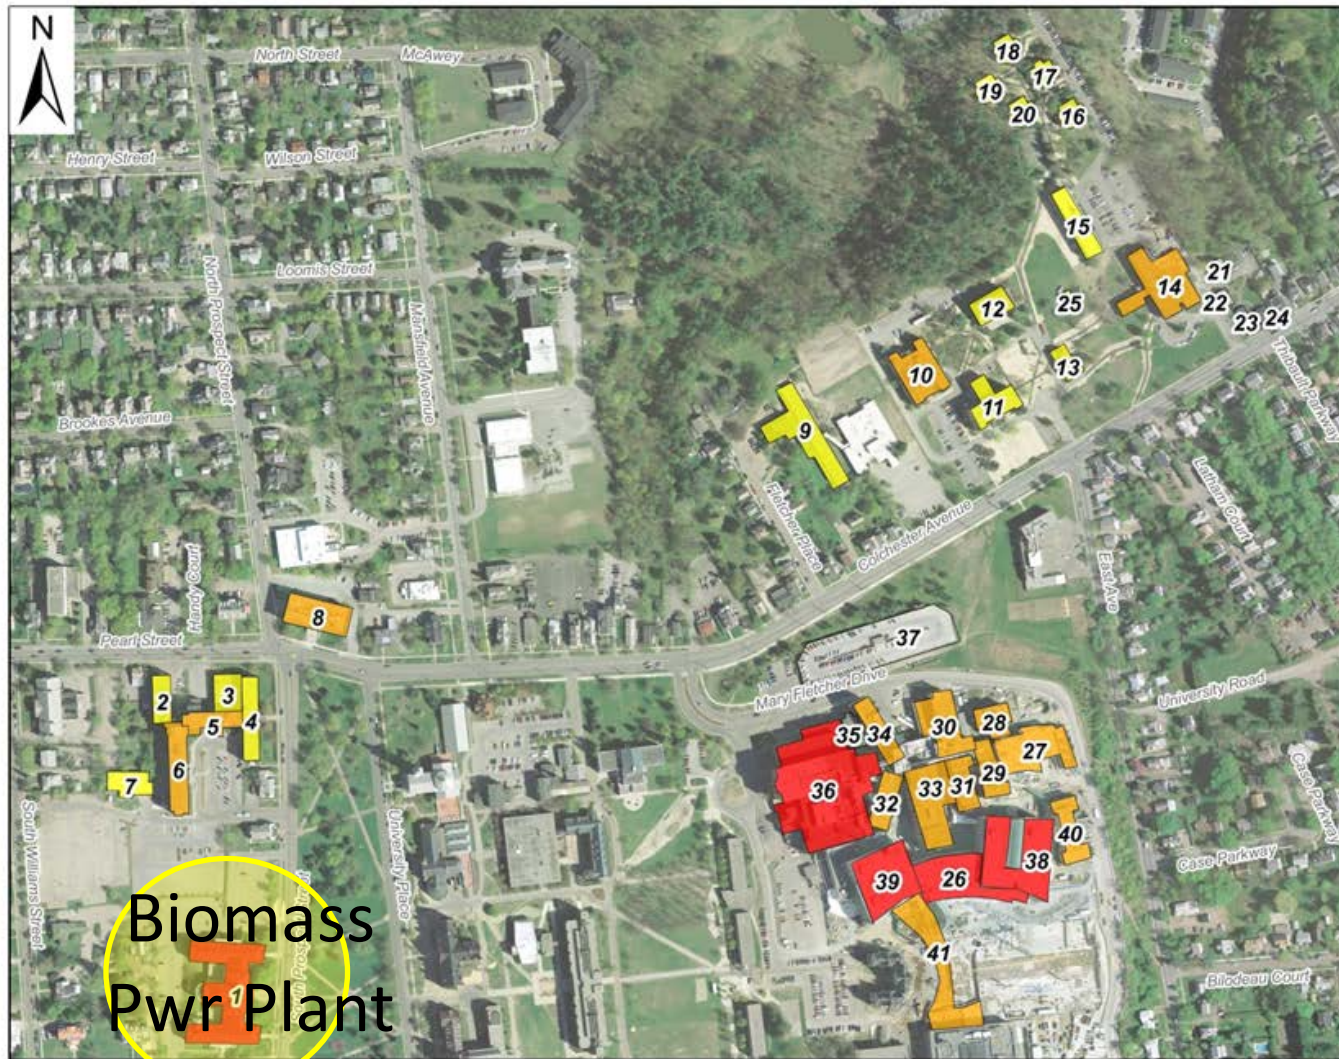 N
North Street
McAwey
18
17
19
20
16
Henry Street
Wilson Street
15
North Prospect Street
Loomis Street
Mansfield Avenue
21
14
22
25
12
23
24
Thibault Parkway
13
10
11
Brookes Avenue
9
Fletcher Place
Colchester Avenue
Latham Court
East Ave
Handy Court
8
Pearl Street
37
Mary Fletcher Drive
University Road
2
3
4
5
6
7
35
34
30
28
27
29
36
33
31
32
Case Parkway
40
38
Case Parkway
39
26
South Williams Street
University Place
41
Bilodeau Court
Biomass
Pwr Plant
1